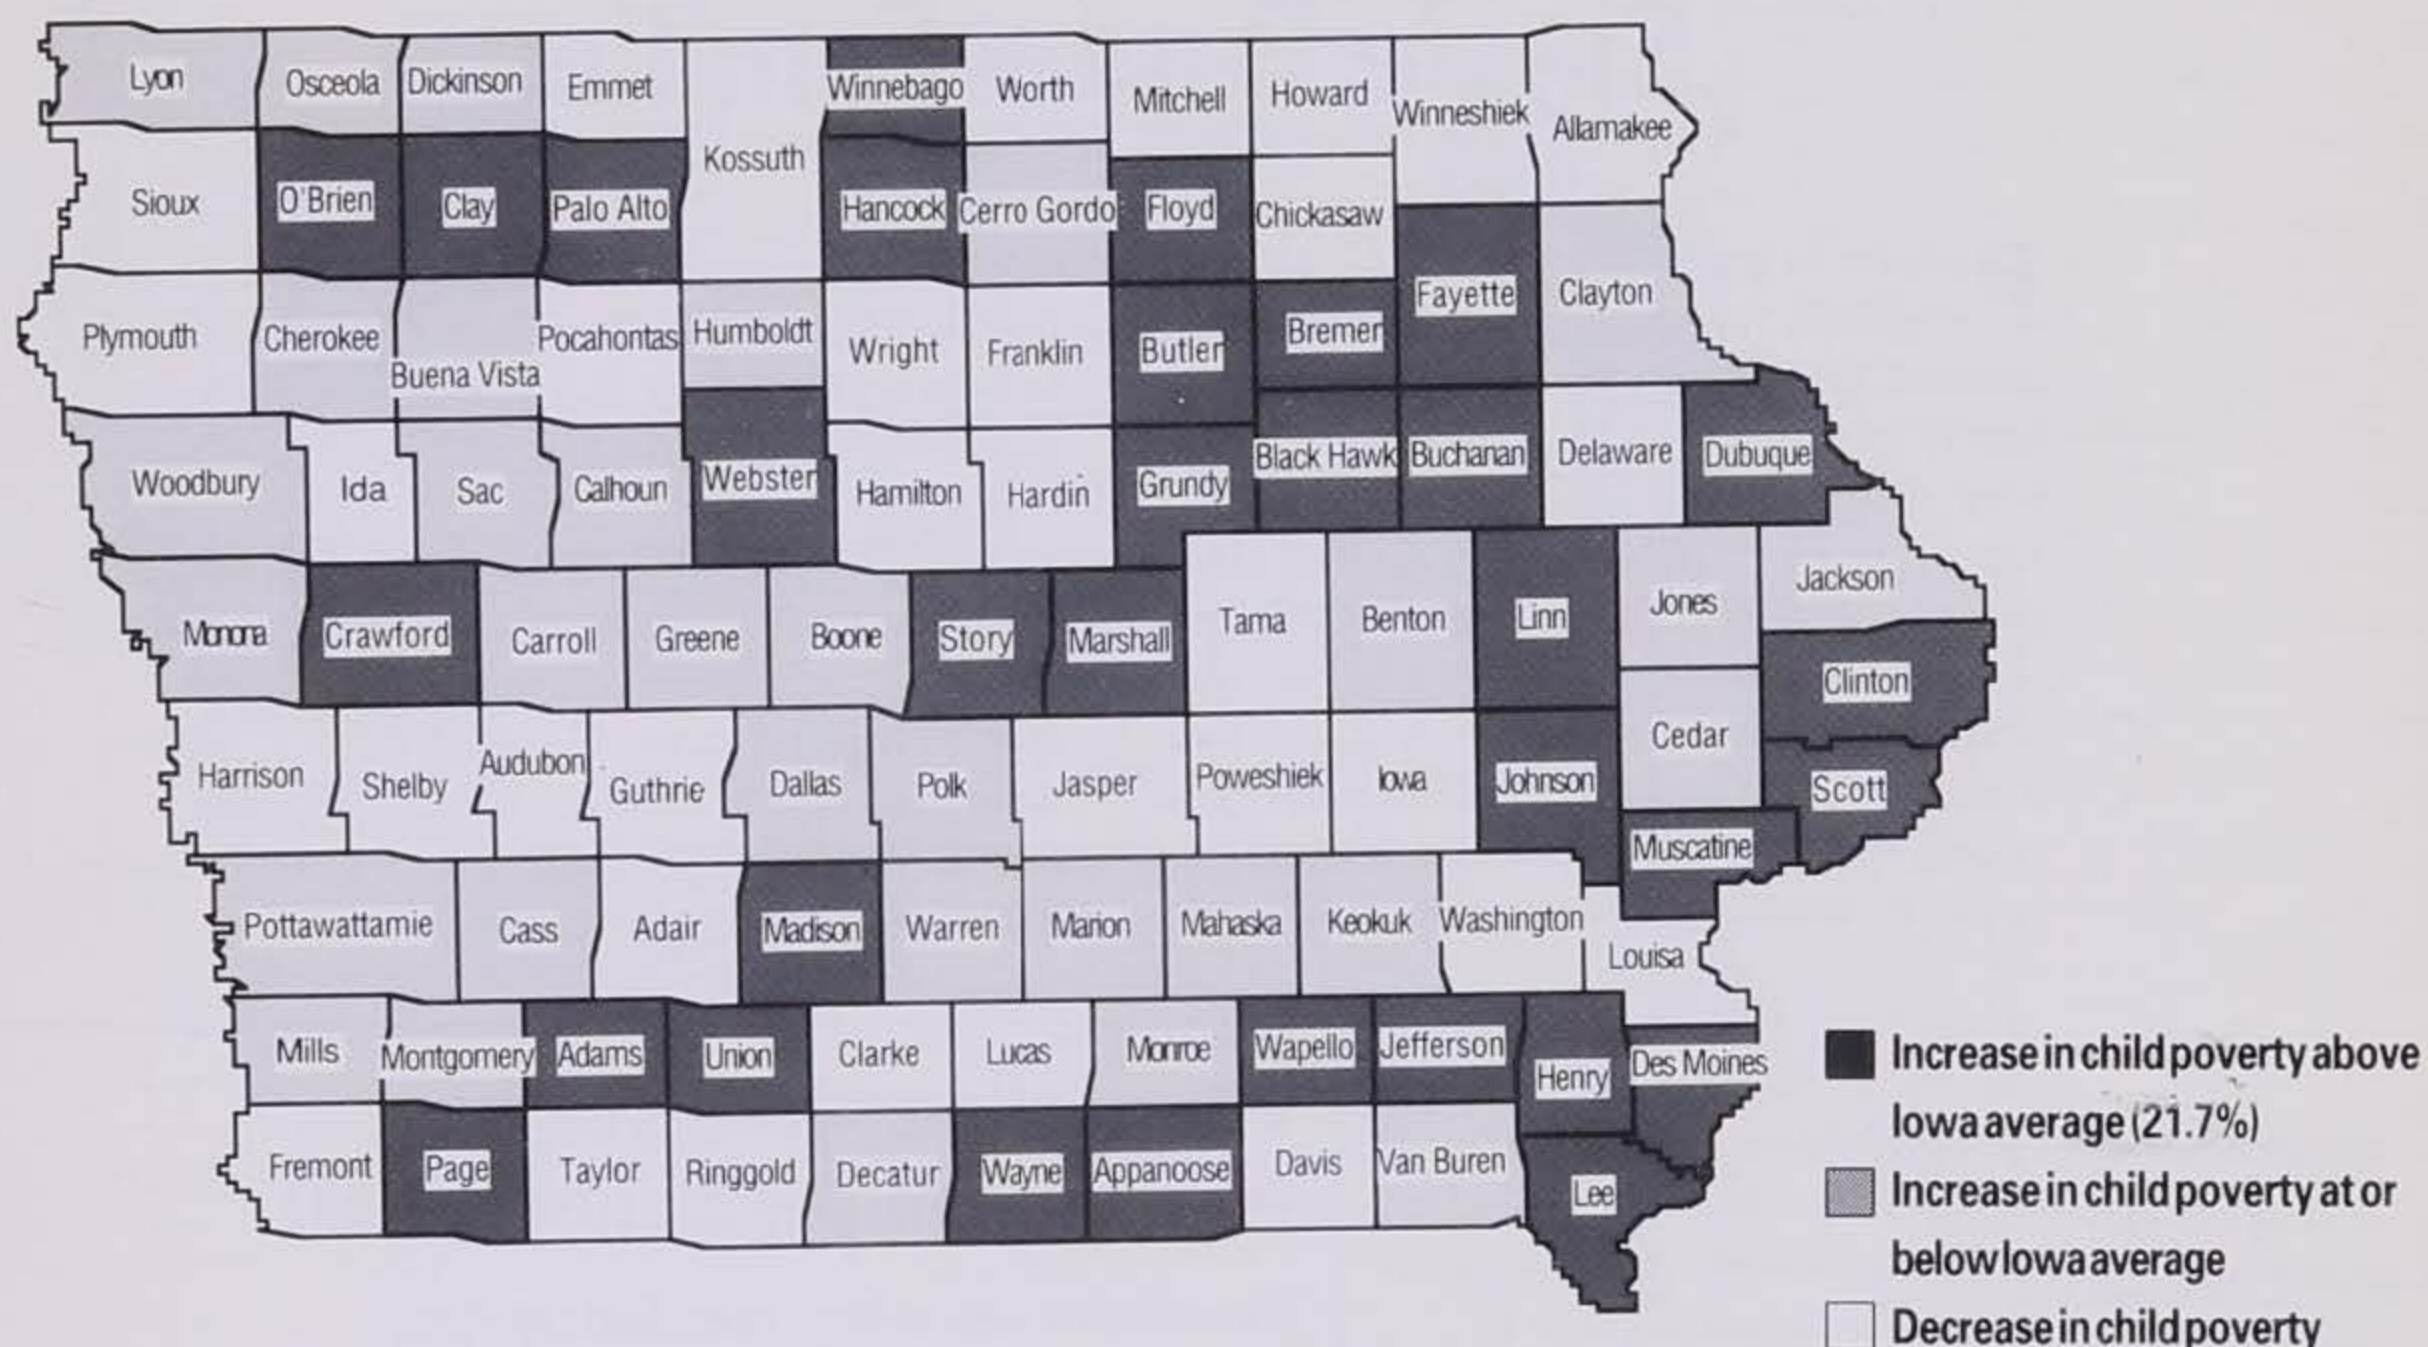 Lyon
Osceola
Dickinson
Emmet
Kossuth
Winnebago
Worth
Mitchell
Howard
Winneshiek
Allamakee
Sioux
O'Brien
Clay
Palo Alto
Hancock
Cerro Gordo
Floyd
Chickasaw
Fayette
Clayton
Plymouth
Cherokee
Buena Vista
Pocahontas
Humboldt
Wright
Franklin
Butler
Bremer
Woodbury
Ida
Sac
Calhoun
Webster
Hamilton
Hardin
Grundy
Black Hawk
Buchanan
Delaware
Dubuque
Monona
Crawford
Carroll
Greene
Boone
Story
Marshall
Tama
Benton
Linn
Jones
Jackson
Clinton
Harrison
Shelby
Audubon
Guthrie
Dallas
Polk
Jasper
Poweshiek
Iowa
Johnson
Cedar
Scott
Muscatine
Pottawattamie
Cass
Adair
Madison
Warren
Marion
Mahaska
Keokuk
Washington
Louisa
Mills
Montgomery
Adams
Union
Clarke
Lucas
Monroe
Wapello
Jefferson
Henry
Des Moines
Fremont
Page
Taylor
Ringgold
Decatur
Wayne
Appanoose
Davis
Van Buren
Lee
Increase in child poverty above
Iowa average (21.7%)
Increase in child poverty at or
below Iowa average
Decrease in child poverty